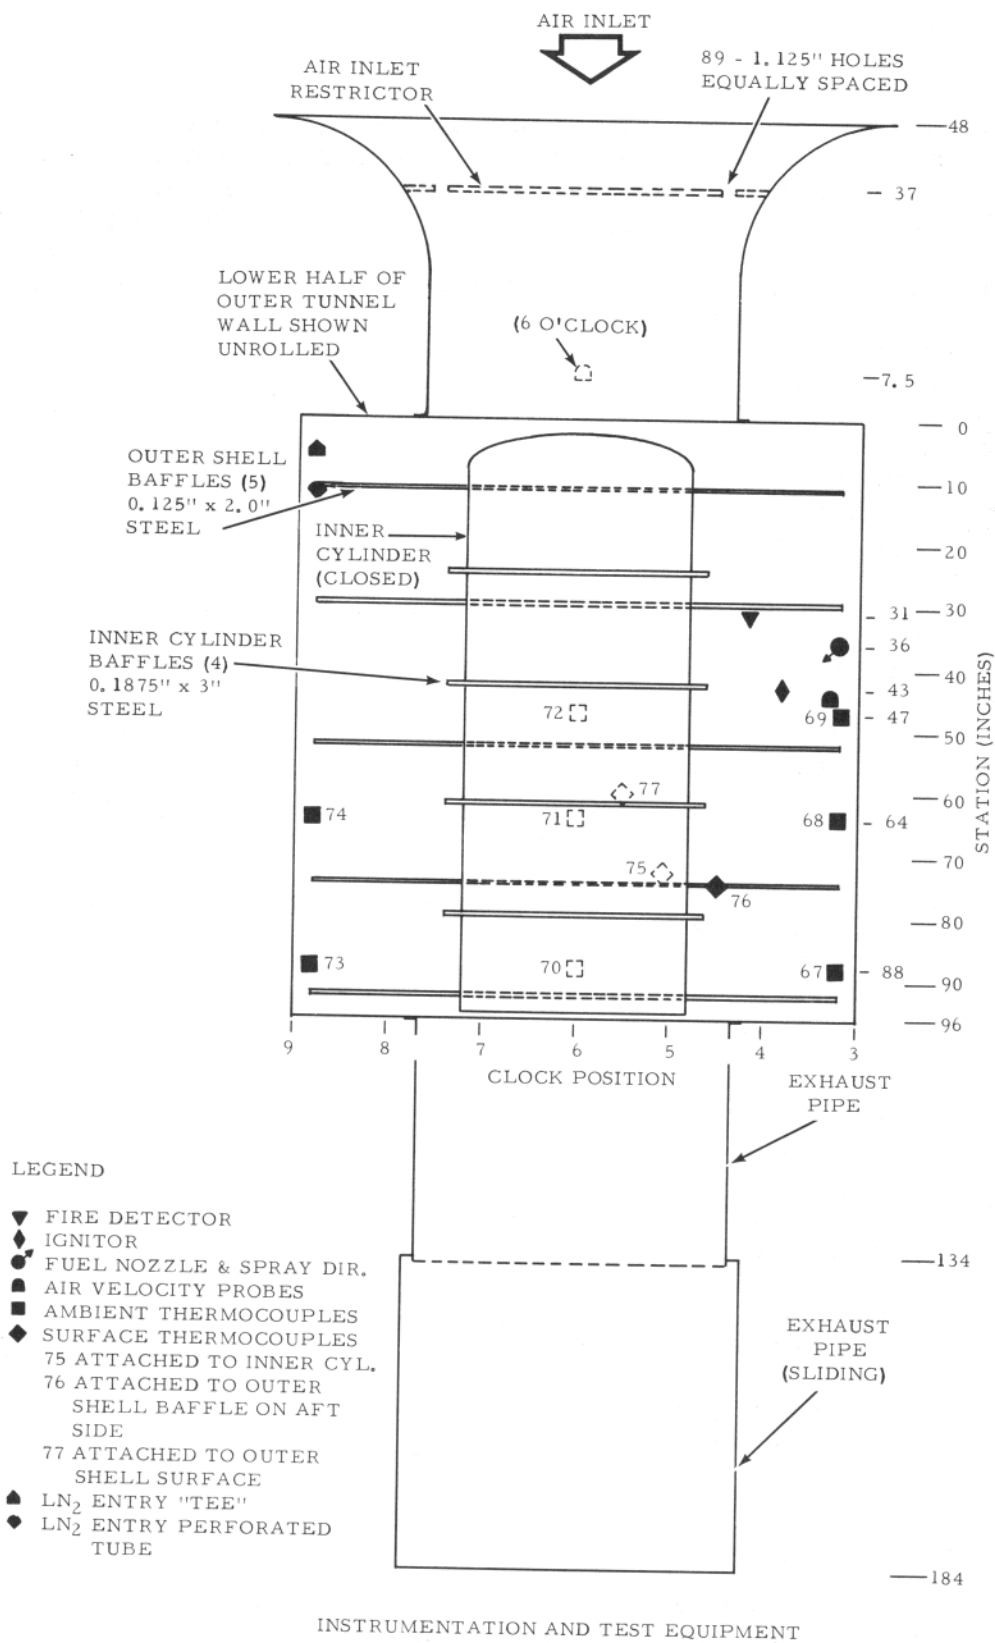 AIR INLET
AIR INLET
RESTRICTOR
89 - 1.125" HOLES
EQUALLY SPACED
48
37
LOWER HALF OF
OUTER TUNNEL
WALL SHOWN
UNROLLED
(6 O'CLOCK)
7.5
0
OUTER SHELL
BAFFLES (5)
0.125" x 2.0"
STEEL
10
INNER
CYLINDER
(CLOSED)
20
31
30
INNER CYLINDER
BAFFLES (4)
0.1875" x 3"
STEEL
36
40
43
72
69
47
50
STATION (INCHES)
77
60
74
71
68
64
75
70
76
80
73
70
67
88
90
96
9
8
7
6
5
4
3
CLOCK POSITION
EXHAUST
PIPE
LEGEND
FIRE DETECTOR
IGNITOR
FUEL NOZZLE & SPRAY DIR.
AIR VELOCITY PROBES
AMBIENT THERMOCOUPLES
SURFACE THERMOCOUPLES
75 ATTACHED TO INNER CYL.
76 ATTACHED TO OUTER
SHELL BAFFLE ON AFT
SIDE
77 ATTACHED TO OUTER
SHELL SURFACE
LN2 ENTRY "TEE"
LN2 ENTRY PERFORATED
TUBE
134
EXHAUST
PIPE
(SLIDING)
184
INSTRUMENTATION AND TEST EQUIPMENT